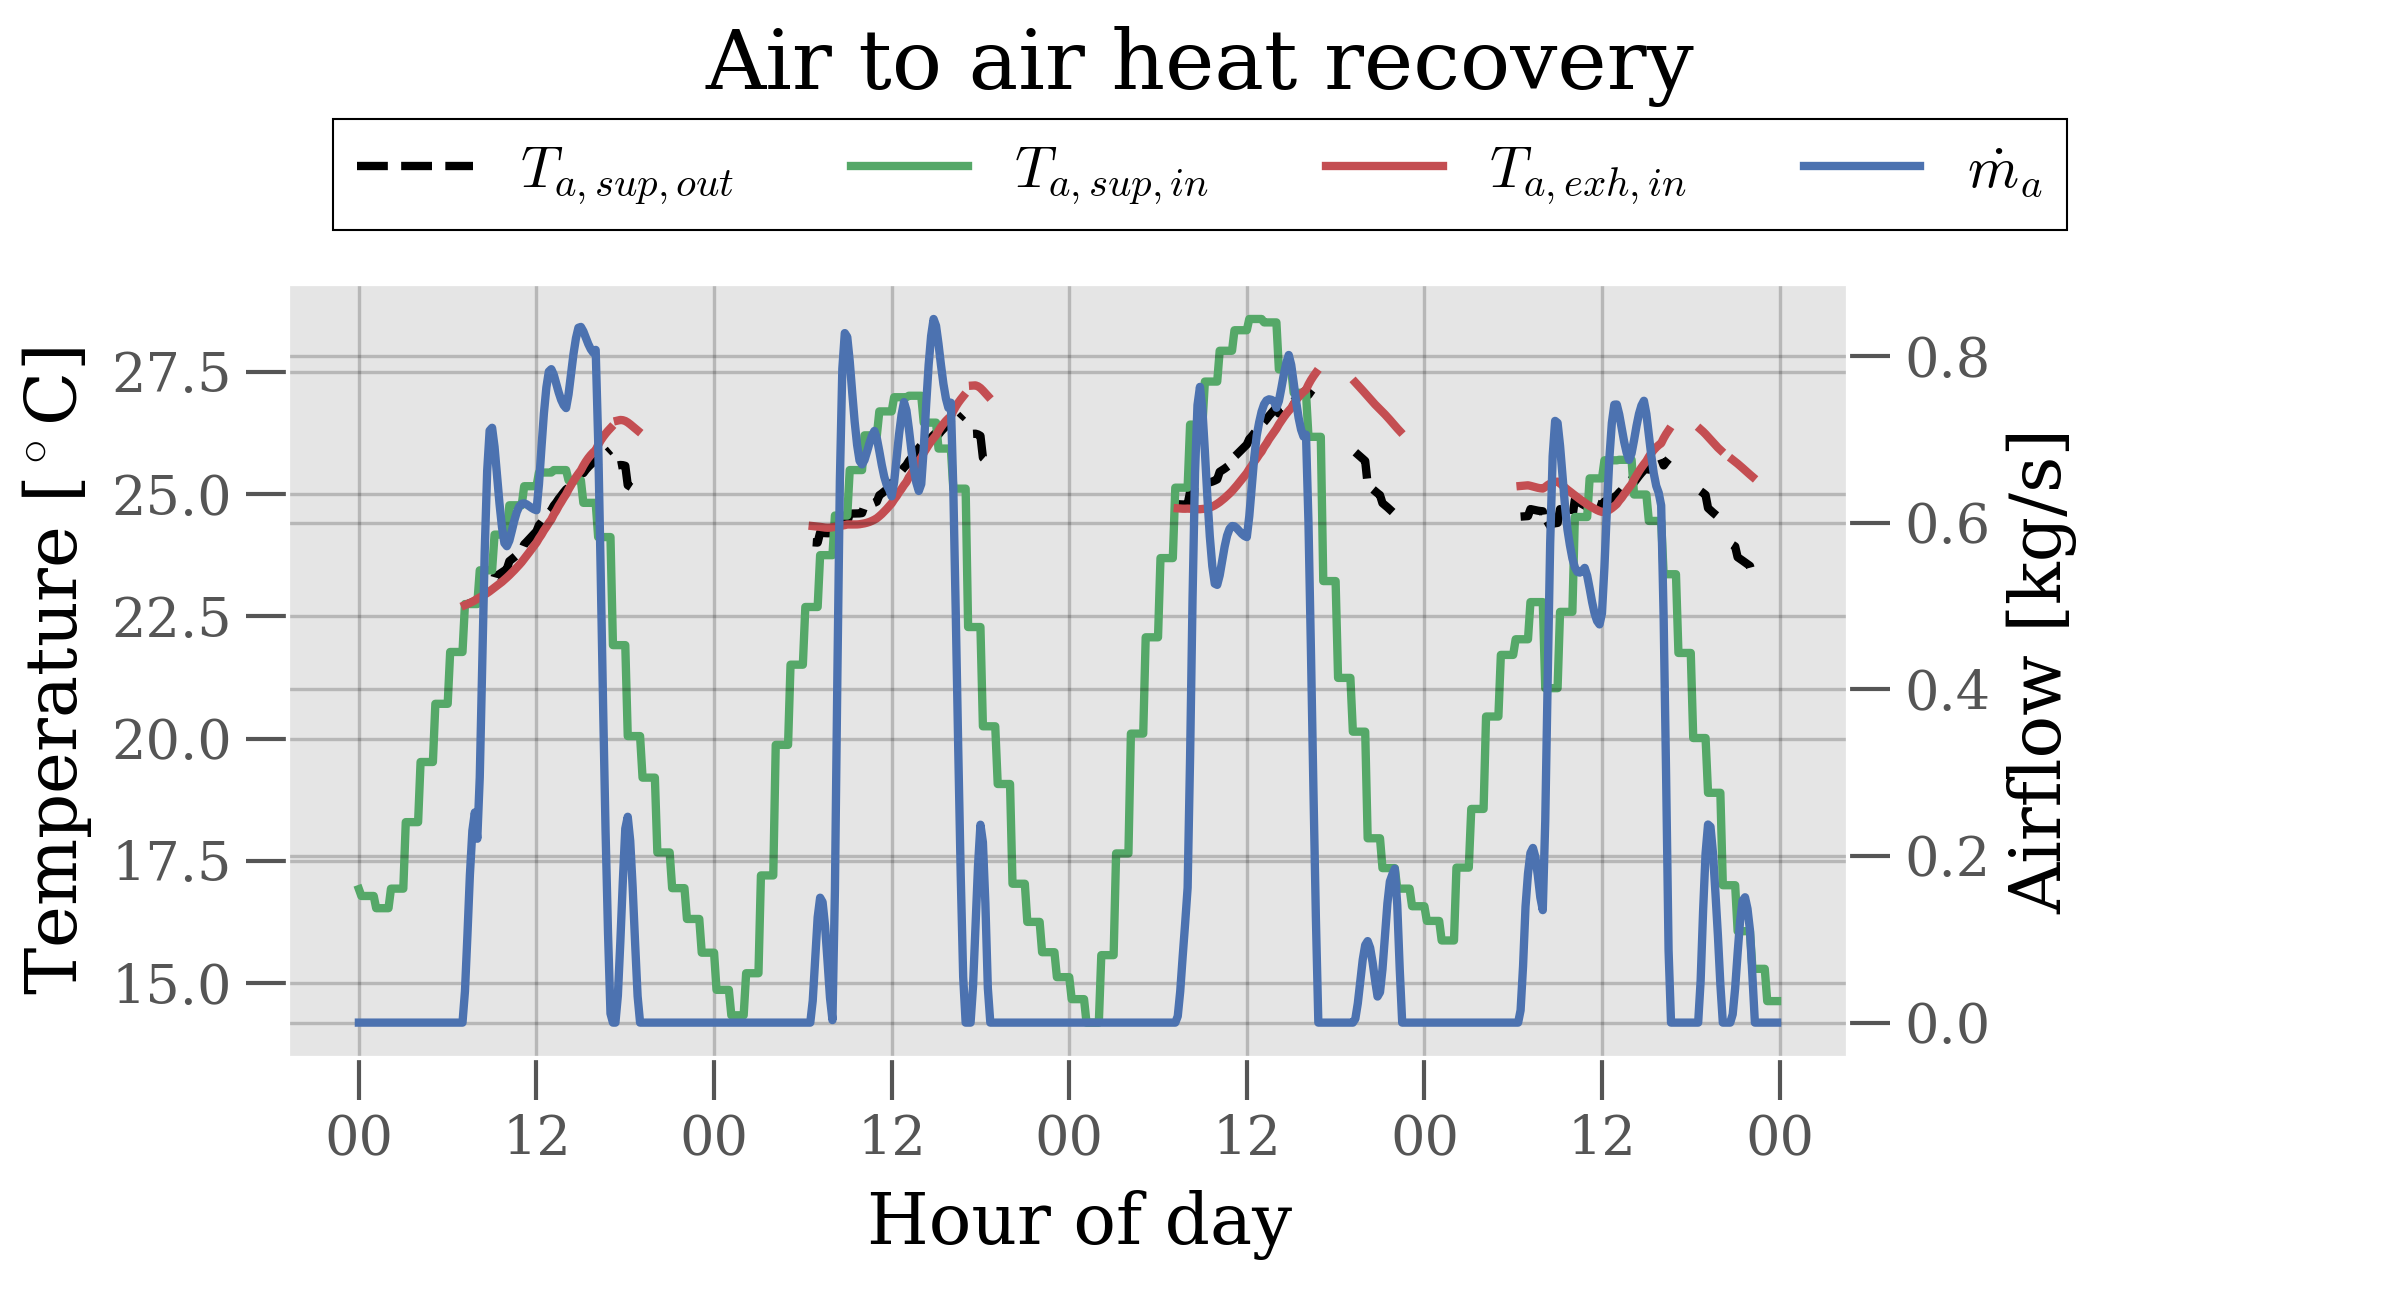 Air to air heat recovery
T_{a, sup, out} T_{a, sup, in} T_{a, exh, in} ṁ_a
Temperature [°C]
27.5
25.0
22.5
20.0
17.5
15.0
0.8
0.6
0.4
0.2
0.0
Airflow [kg/s]
00 12 00 12 00 12 00 12 00
Hour of day